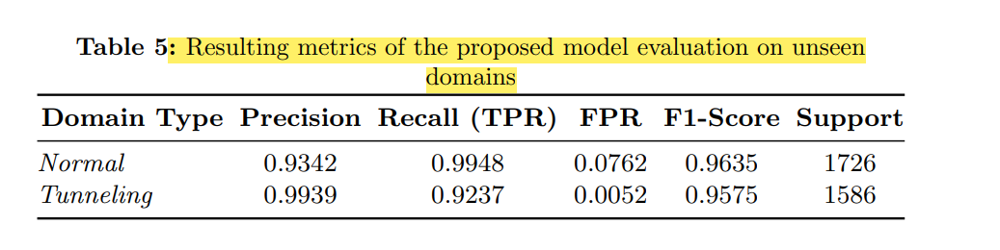 Table 5: Resulting metrics of the proposed model evaluation on unseen
domains
Domain Type Precision Recall (TPR) FPR F1-Score Support
Normal 0.9342 0.9948 0.0762 0.9635 1726
Tunneling 0.9939 0.9237 0.0052 0.9575 1586